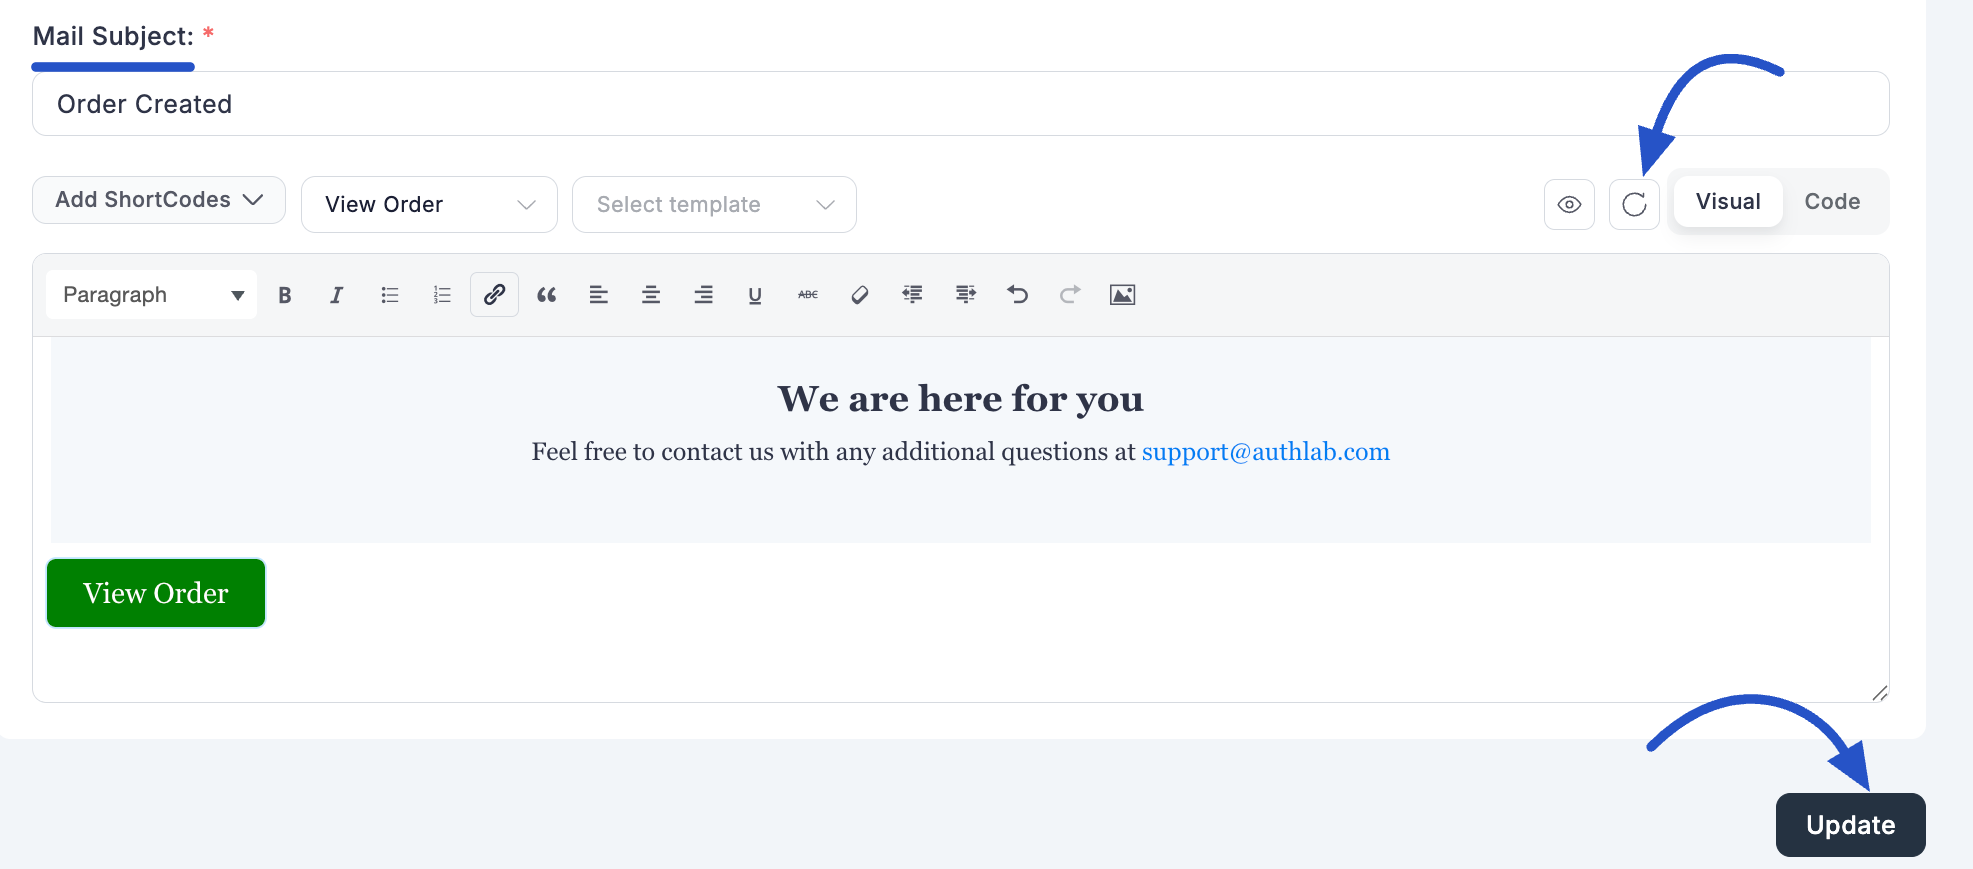 Mail Subject: *
Order Created
Add ShortCodes
View Order
Select template
Visual
Code
Paragraph
B I U ABC
We are here for you
Feel free to contact us with any additional questions at support@authlab.com
View Order
Update